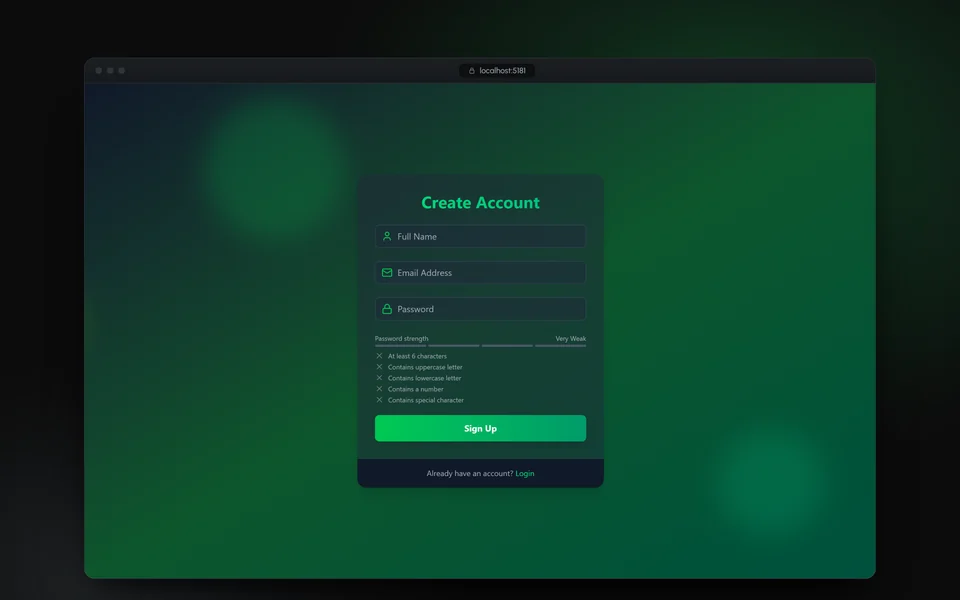 localhost:5181
Create Account
Full Name
Email Address
Password
Password strength Very Weak
At least 6 characters
Contains uppercase letter
Contains lowercase letter
Contains a number
Contains special character
Sign Up
Already have an account? Login